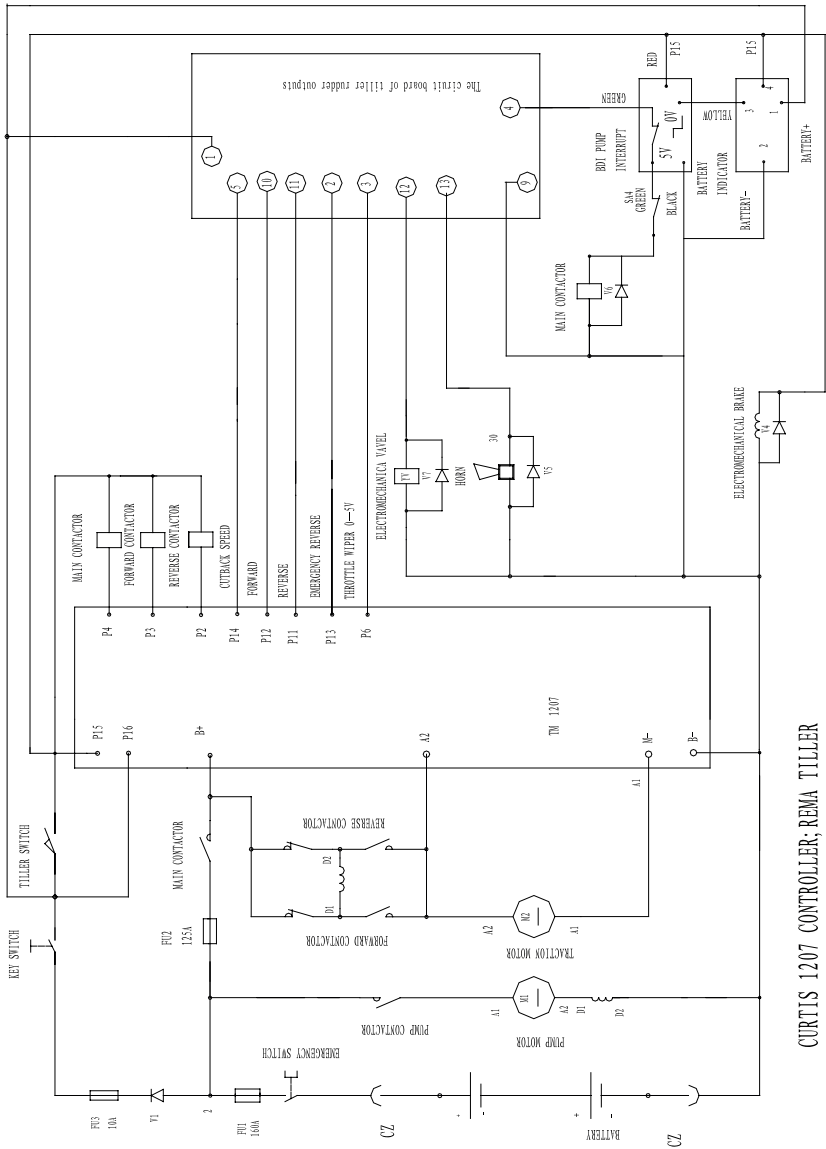 The ciruit board of tiller rudder outputs
1
5
10
11
2
3
12
13
4
9
RED
P15
P15
GREEN
BDI PUMP
INTERRUPT
5V
0V
YELLOW
3
4
1
2
BATTERY+
SA4
GREEN
BLACK
BATTERY
INDICATOR
BATTERY-
MAIN CONTACTOR
V6
ELECTROMECHANICAL BRAKE
V4
ELECTROMECHANICA VAVEL
YV
V7
HORN
30
V5
MAIN CONTACTOR
FORWARD CONTACTOR
REVERSE CONTACTOR
CUTBACK SPEED
FORWARD
REVERSE
EMERGENCY REVERSE
THROTTLE WIPER 0—5V
P4
P3
P2
P14
P12
P11
P13
P6
P15
P16
B+
A2
TM 1207
M-
B-
A1
TILLER SWITCH
KEY SWITCH
MAIN CONTACTOR
FU2
125A
REVERSE CONTACTOR
D2
D1
FORWARD CONTACTOR
A2
M2
A1
TRACTION MOTOR
PUMP CONTACTOR
A1
M1
A2
D1
D2
PUMP MOTOR
EMERGENCY SWITCH
FU3
10A
V1
2
FU1
160A
CZ
+
-
+
-
BATTERY
CZ
CURTIS 1207 CONTROLLER; REMA TILLER